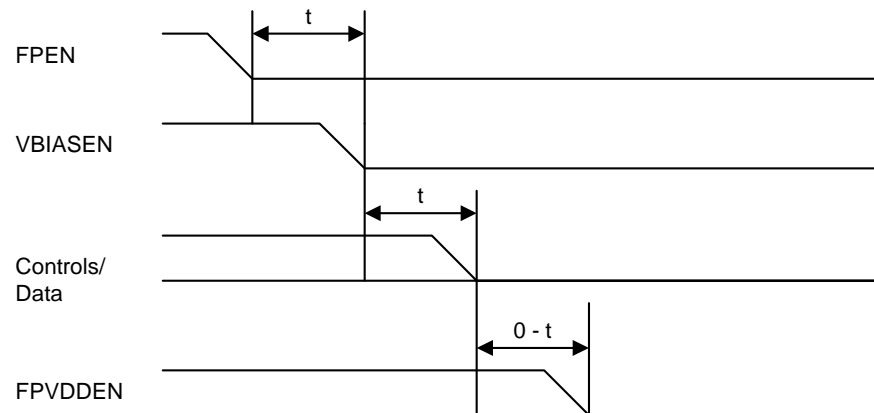 t
FPEN
VBIASEN
t
Controls/
Data
0 - t
FPVDDEN